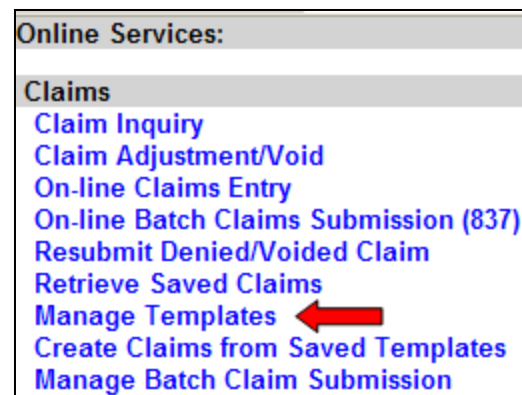 Online Services:
Claims
Claim Inquiry
Claim Adjustment/Void
On-line Claims Entry
On-line Batch Claims Submission (837)
Resubmit Denied/Voided Claim
Retrieve Saved Claims
Manage Templates
Create Claims from Saved Templates
Manage Batch Claim Submission